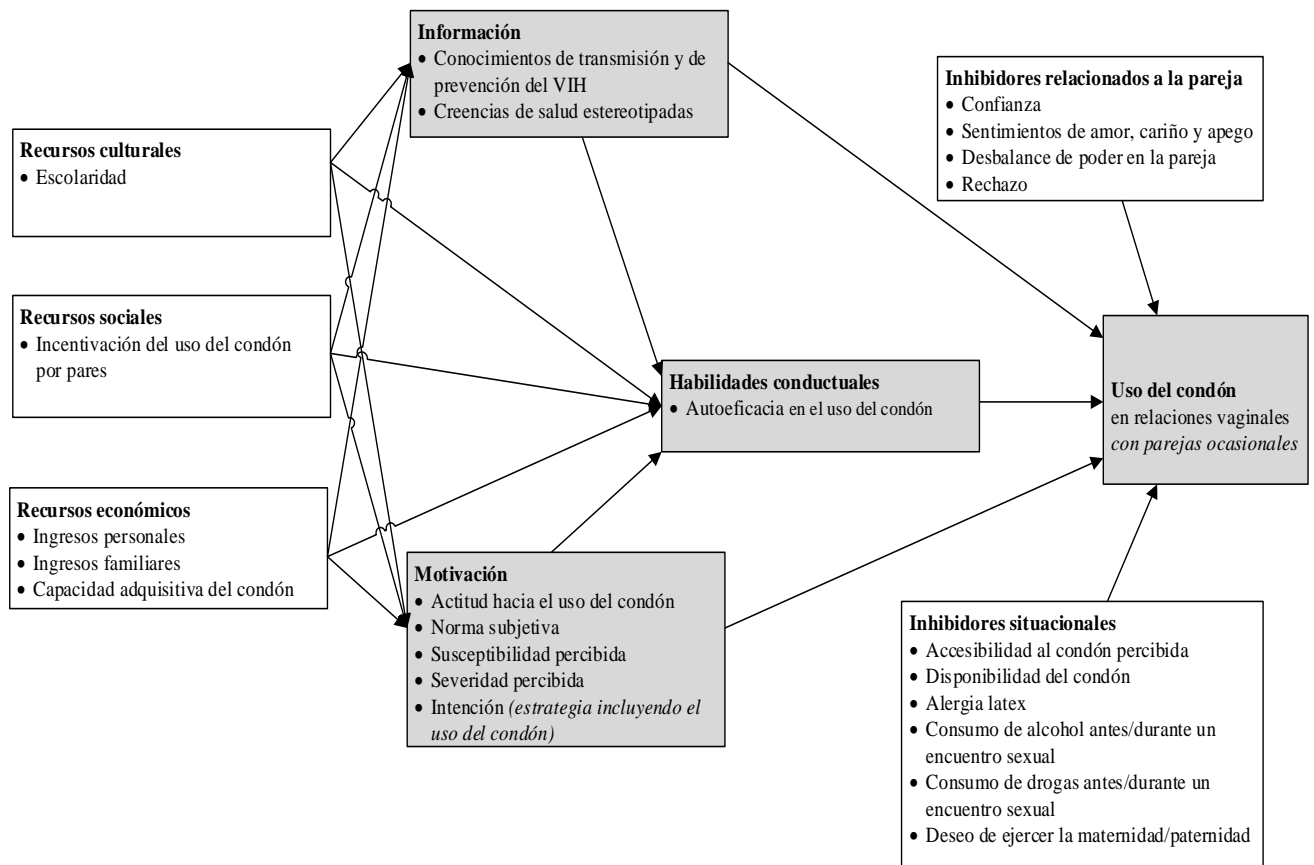 Información
• Conocimientos de transmisión y de
prevención del VIH
• Creencias de salud estereotipadas
Inhibidores relacionados a la pareja
• Confianza
• Sentimientos de amor, cariño y apego
• Desbalance de poder en la pareja
• Rechazo
Recursos culturales
• Escolaridad
Recursos sociales
• Incentivación del uso del condón
por pares
Habilidades conductuales
• Autoeficacia en el uso del condón
Uso del condón
en relaciones vaginales
con parejas ocasionales
Recursos económicos
• Ingresos personales
• Ingresos familiares
• Capacidad adquisitiva del condón
Motivación
• Actitud hacia el uso del condón
• Norma subjetiva
• Susceptibilidad percibida
• Severidad percibida
• Intención (estrategia incluyendo el
uso del condón)
Inhibidores situacionales
• Accesibilidad al condón percibida
• Disponibilidad del condón
• Alergia latex
• Consumo de alcohol antes/durante un
encuentro sexual
• Consumo de drogas antes/durante un
encuentro sexual
• Deseo de ejercer la maternidad/paternidad